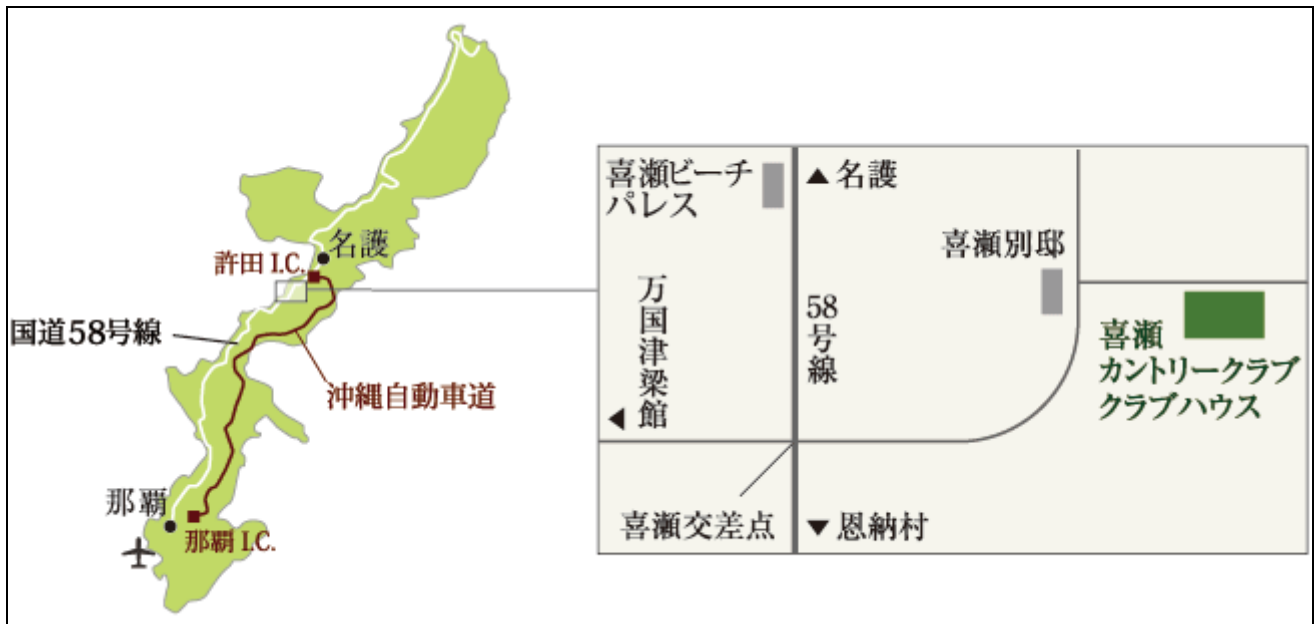 名護
許田 I.C.
国道58号線
沖縄自動車道
那覇
那覇 I.C.
喜瀬ビーチ
パレス
▲名護
喜瀬別邸
万国津梁館
◀
58号線
喜瀬
カントリークラブ
クラブハウス
喜瀬交差点
▼恩納村